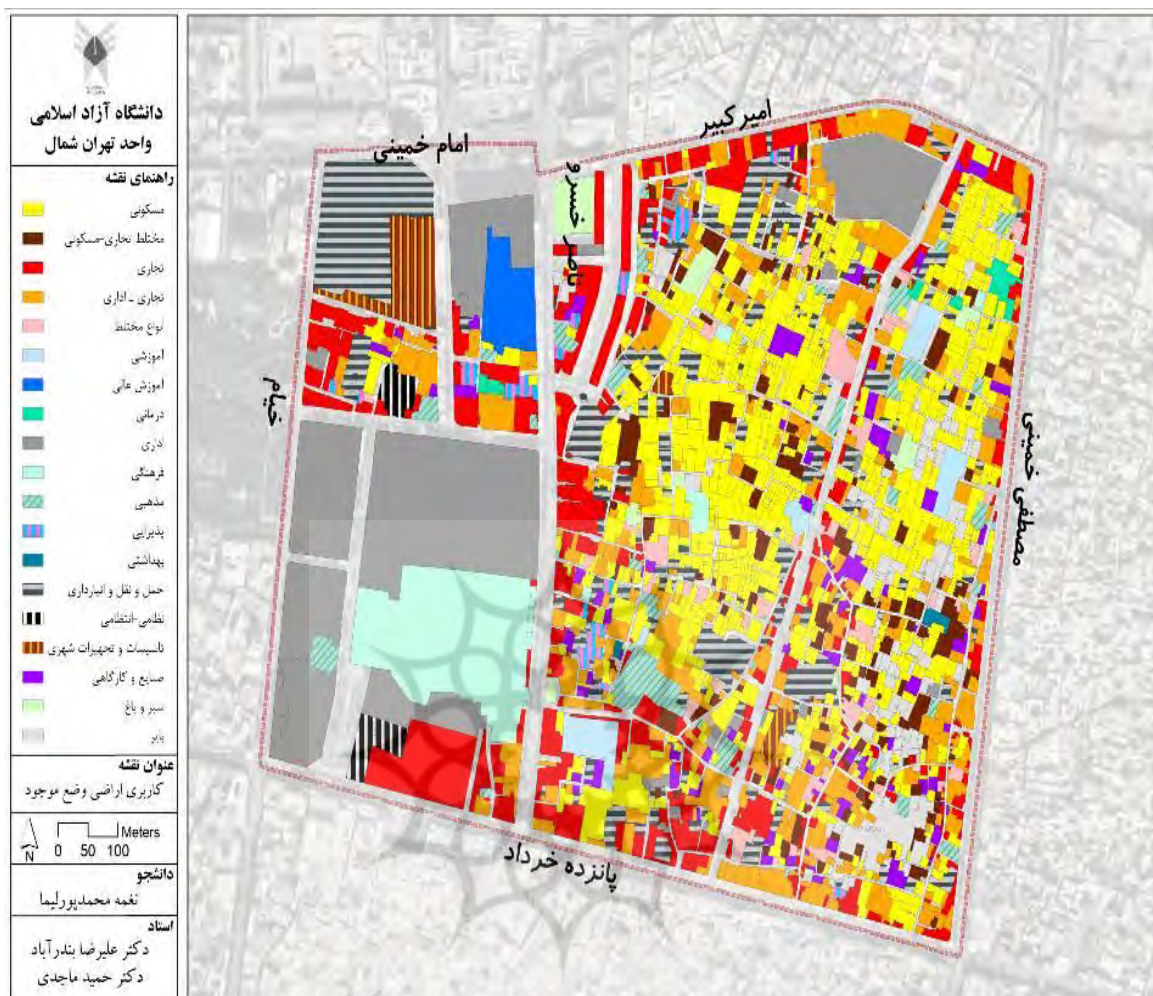 دانشگاه آزاد اسلامی
واحد تهران شمال
راهنمای نقشه
مسکونی
مختلط تجاری-مسکونی
تجاری
تجاری - اداری
نواع مختلط
آموزشی
آموزش عالی
درمانی
اداری
فرهنگی
مذهبی
پذیرایی
بهداشتی
حمل و نقل و انبارداری
نظامی-انتظامی
تاسیسات و تجهیزات شهری
صنایع و کارگاهی
سبز و باغ
عنوان نقشه
کاربری اراضی وضع موجود
N 0 50 100 Meters
دانشجو
نغمه محمدپورلیما
استاد
دکتر علیرضا بندرآباد
دکتر حمید ماجدی
امیر کبیر
امام خمینی
ناصر خسرو
خیام
مصطفی خمینی
پانزده خرداد